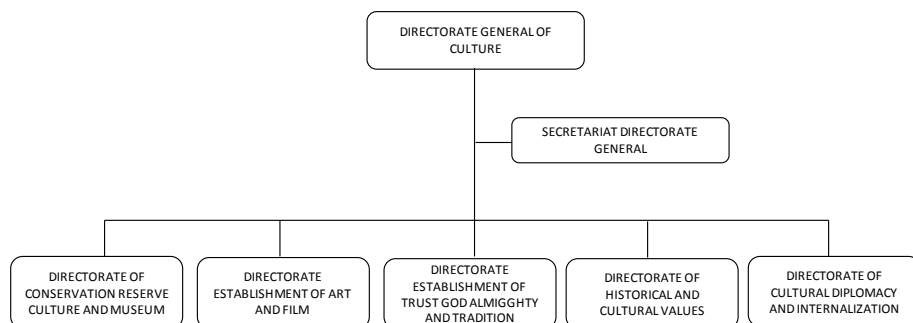 DIRECTORATE GENERAL OF
CULTURE
SECRETARIAT DIRECTORATE
GENERAL
DIRECTORATE OF
CONSERVATION RESERVE
CULTURE AND MUSEUM
DIRECTORATE
ESTABLISHMENT OF ART
AND FILM
DIRECTORATE
ESTABLISHMENT OF
TRUST GOD ALMIGGHTY
AND TRADITION
DIRECTORATE OF
HISTORICAL AND
CULTURAL VALUES
DIRECTORATE OF
CULTURAL DIPLOMACY
AND INTERNALIZATION